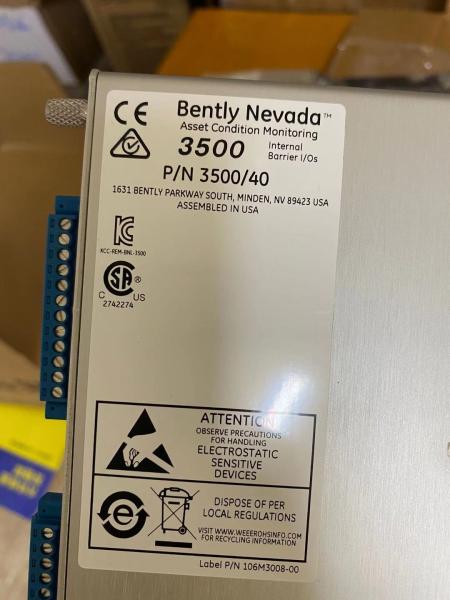 Bently Nevada™
Asset Condition Monitoring
3500 Internal Barrier I/Os
P/N 3500/40
1631 BENTLY PARKWAY SOUTH, MINDEN, NV 89423 USA
ASSEMBLED IN USA
KCC-REM-BNL-3500
SA ®
C US
2742274
ATTENTION
OBSERVE PRECAUTIONS
FOR HANDLING
ELECTROSTATIC
SENSITIVE
DEVICES
DISPOSE OF PER
LOCAL REGULATIONS
VISIT WWW.WEEEROHSINFO.COM
FOR RECYCLING INFORMATION
Label P/N 106M3008-00